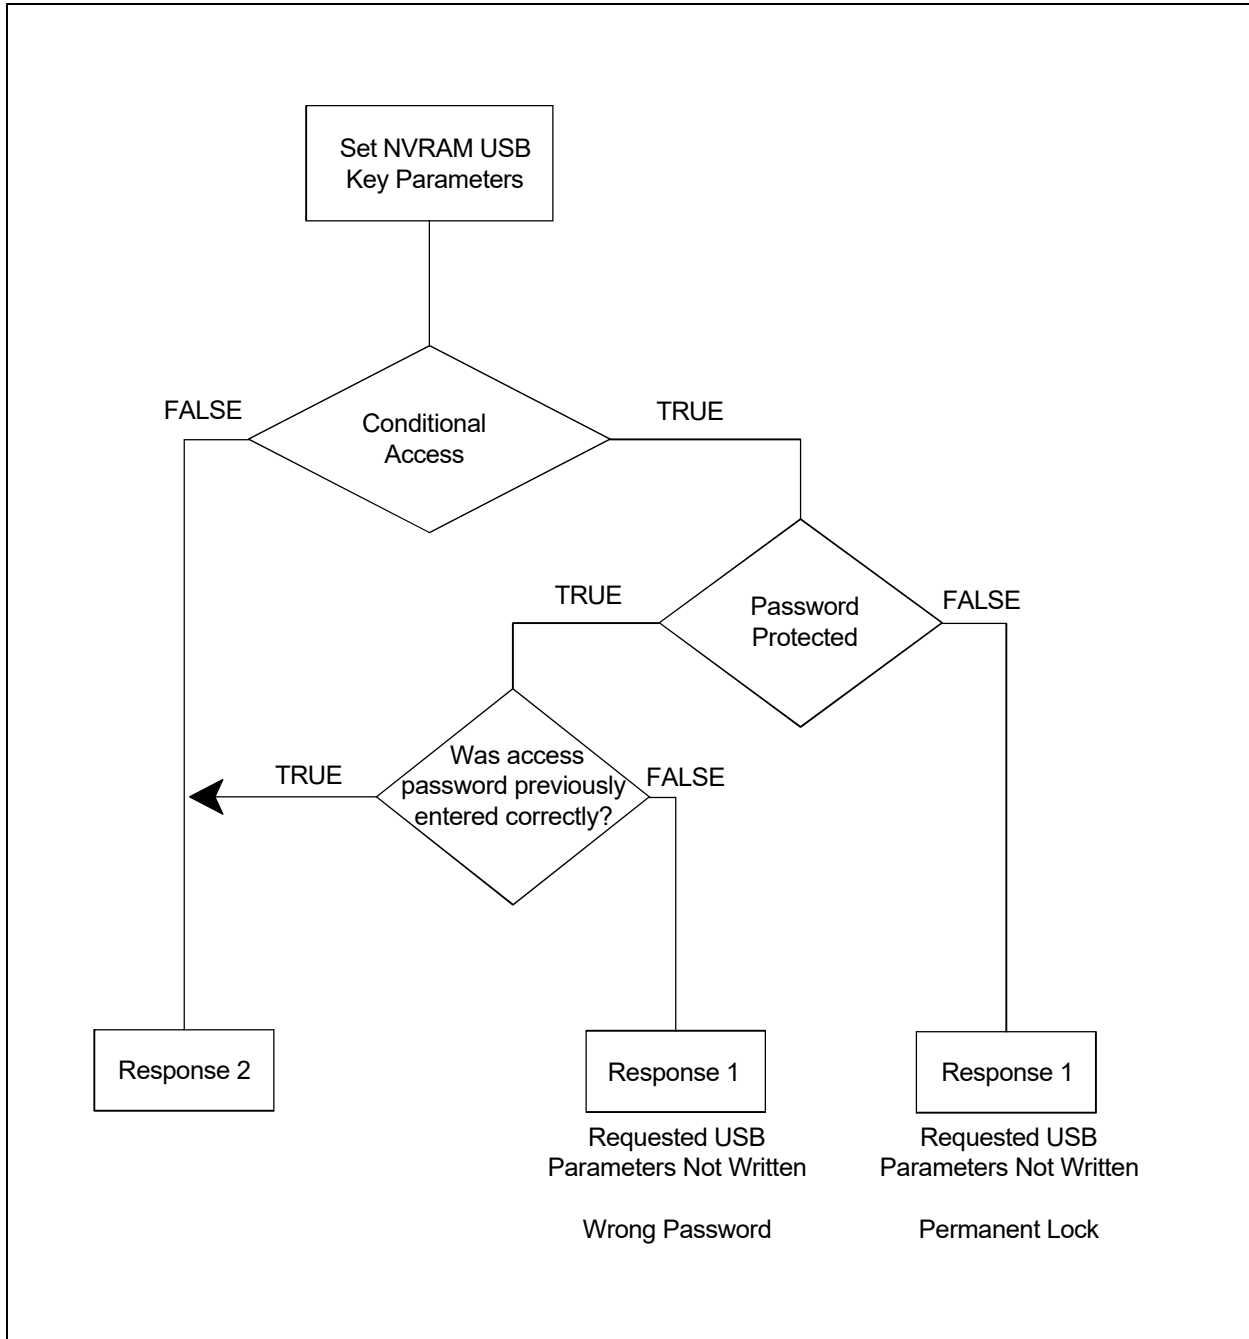 Set NVRAM USB
Key Parameters
FALSE
TRUE
Conditional
Access
TRUE
FALSE
Password
Protected
TRUE
Was access
password previously
entered correctly?
FALSE
Response 2
Response 1
Requested USB
Parameters Not Written
Wrong Password
Response 1
Requested USB
Parameters Not Written
Permanent Lock